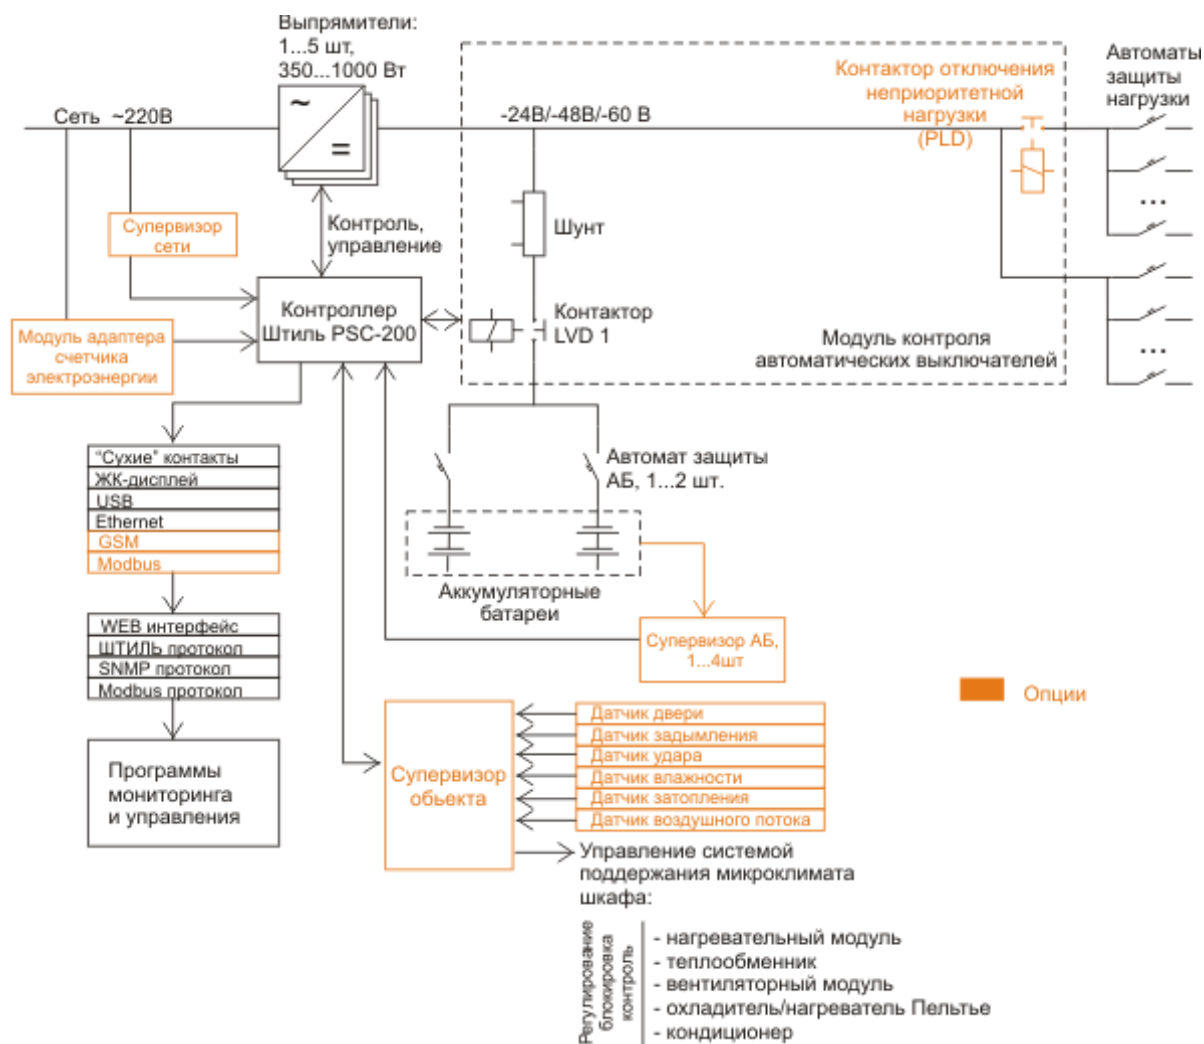 Выпрямители:
1...5 шт,
350...1000 Вт
Сеть ~220В
~
=
-24В/-48В/-60 В
Контактор отключения
неприоритетной
нагрузки
(PLD)
Автоматы
защиты
нагрузки
...
...
Супервизор
сети
Контроль,
управление
Шунт
Контроллер
Штиль PSC-200
Контактор
LVD 1
Модуль контроля
автоматических выключателей
Модуль адаптера
счетчика
электроэнергии
"Сухие" контакты
ЖК-дисплей
USB
Ethernet
GSM
Modbus
Автомат защиты
АБ, 1...2 шт.
Аккумуляторные
батареи
WEB интерфейс
ШТИЛЬ протокол
SNMP протокол
Modbus протокол
Супервизор АБ,
1...4шт
Опции
Программы
мониторинга
и управления
Супервизор
обьекта
Датчик двери
Датчик задымления
Датчик удара
Датчик влажности
Датчик затопления
Датчик воздушного потока
Управление системой
поддержания микроклимата
шкафа:
Регулирование
блокировка
контроль
- нагревательный модуль
- теплообменник
- вентиляторный модуль
- охладитель/нагреватель Пельтье
- кондиционер